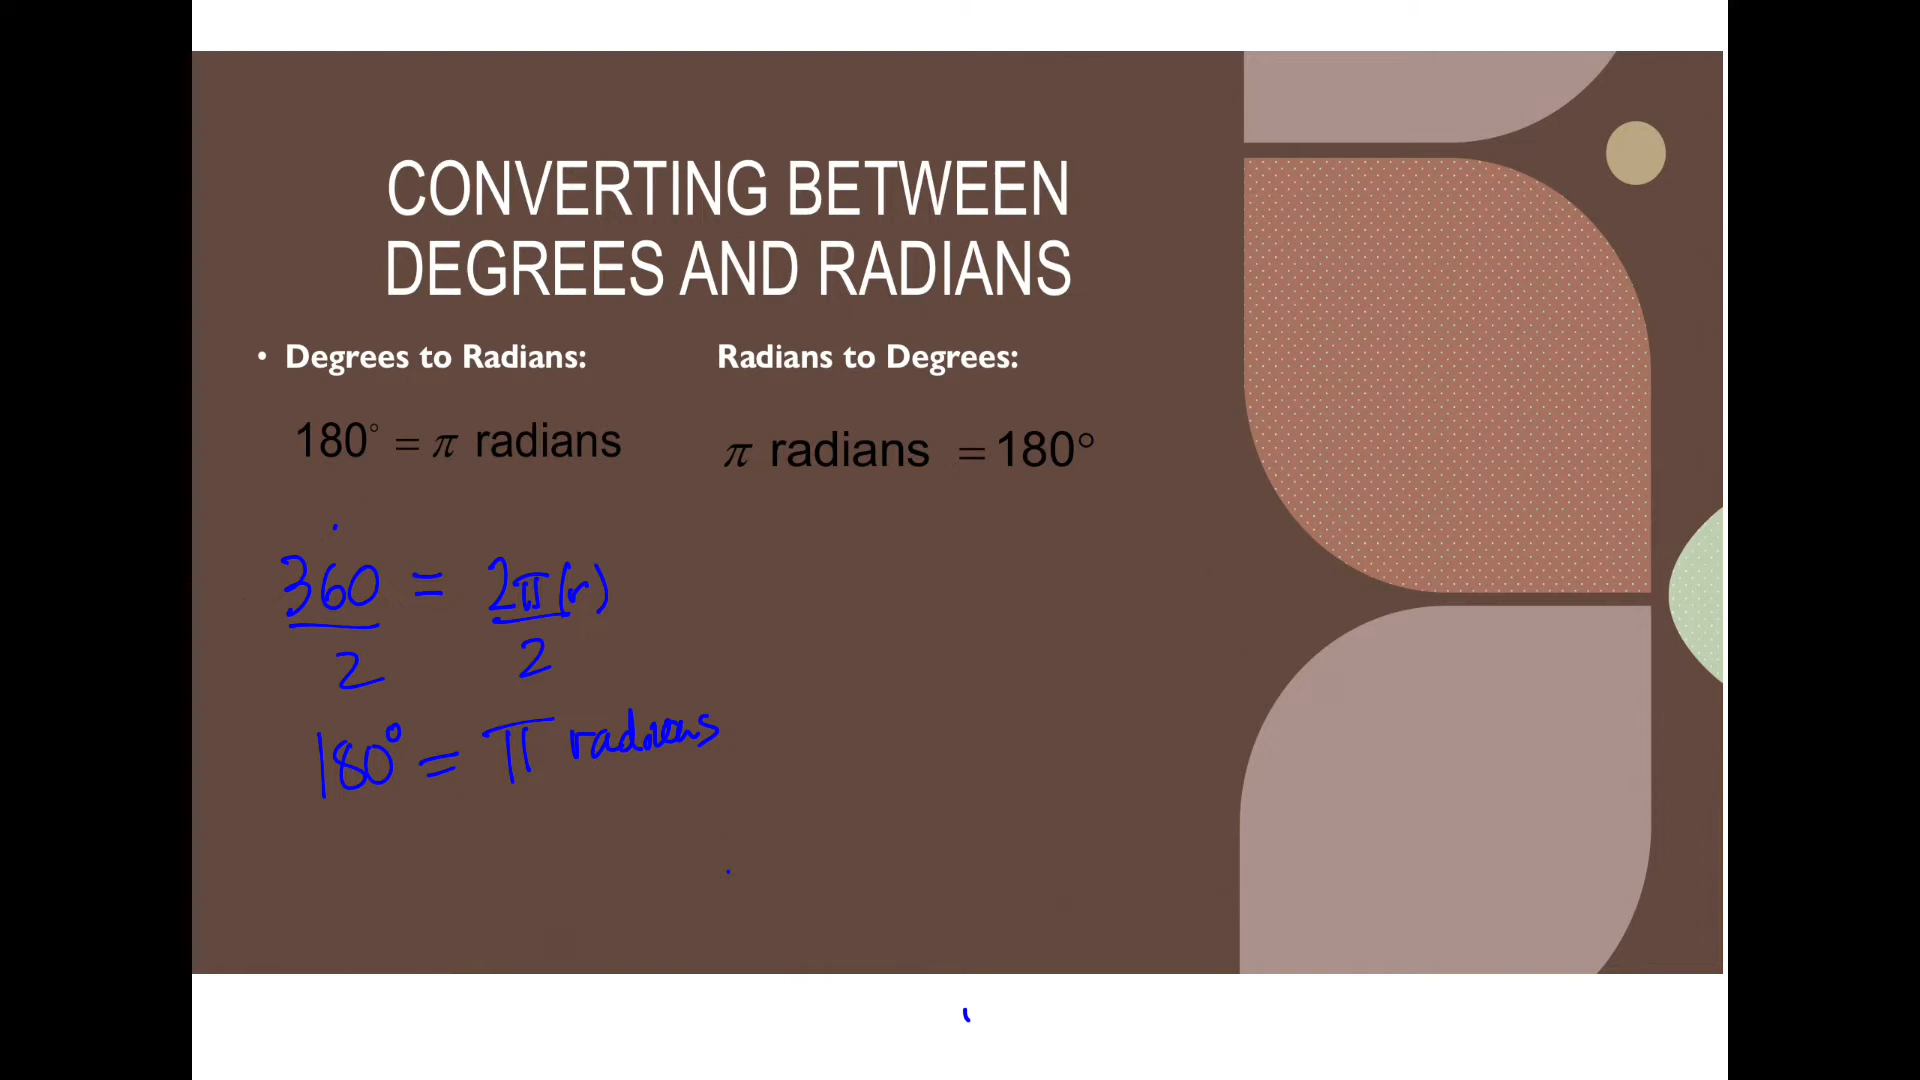 CONVERTING BETWEEN
DEGREES AND RADIANS
• Degrees to Radians:
Radians to Degrees:
180° = π radians
π radians = 180°
360 = 2π(r)
2 2
180° = π radians